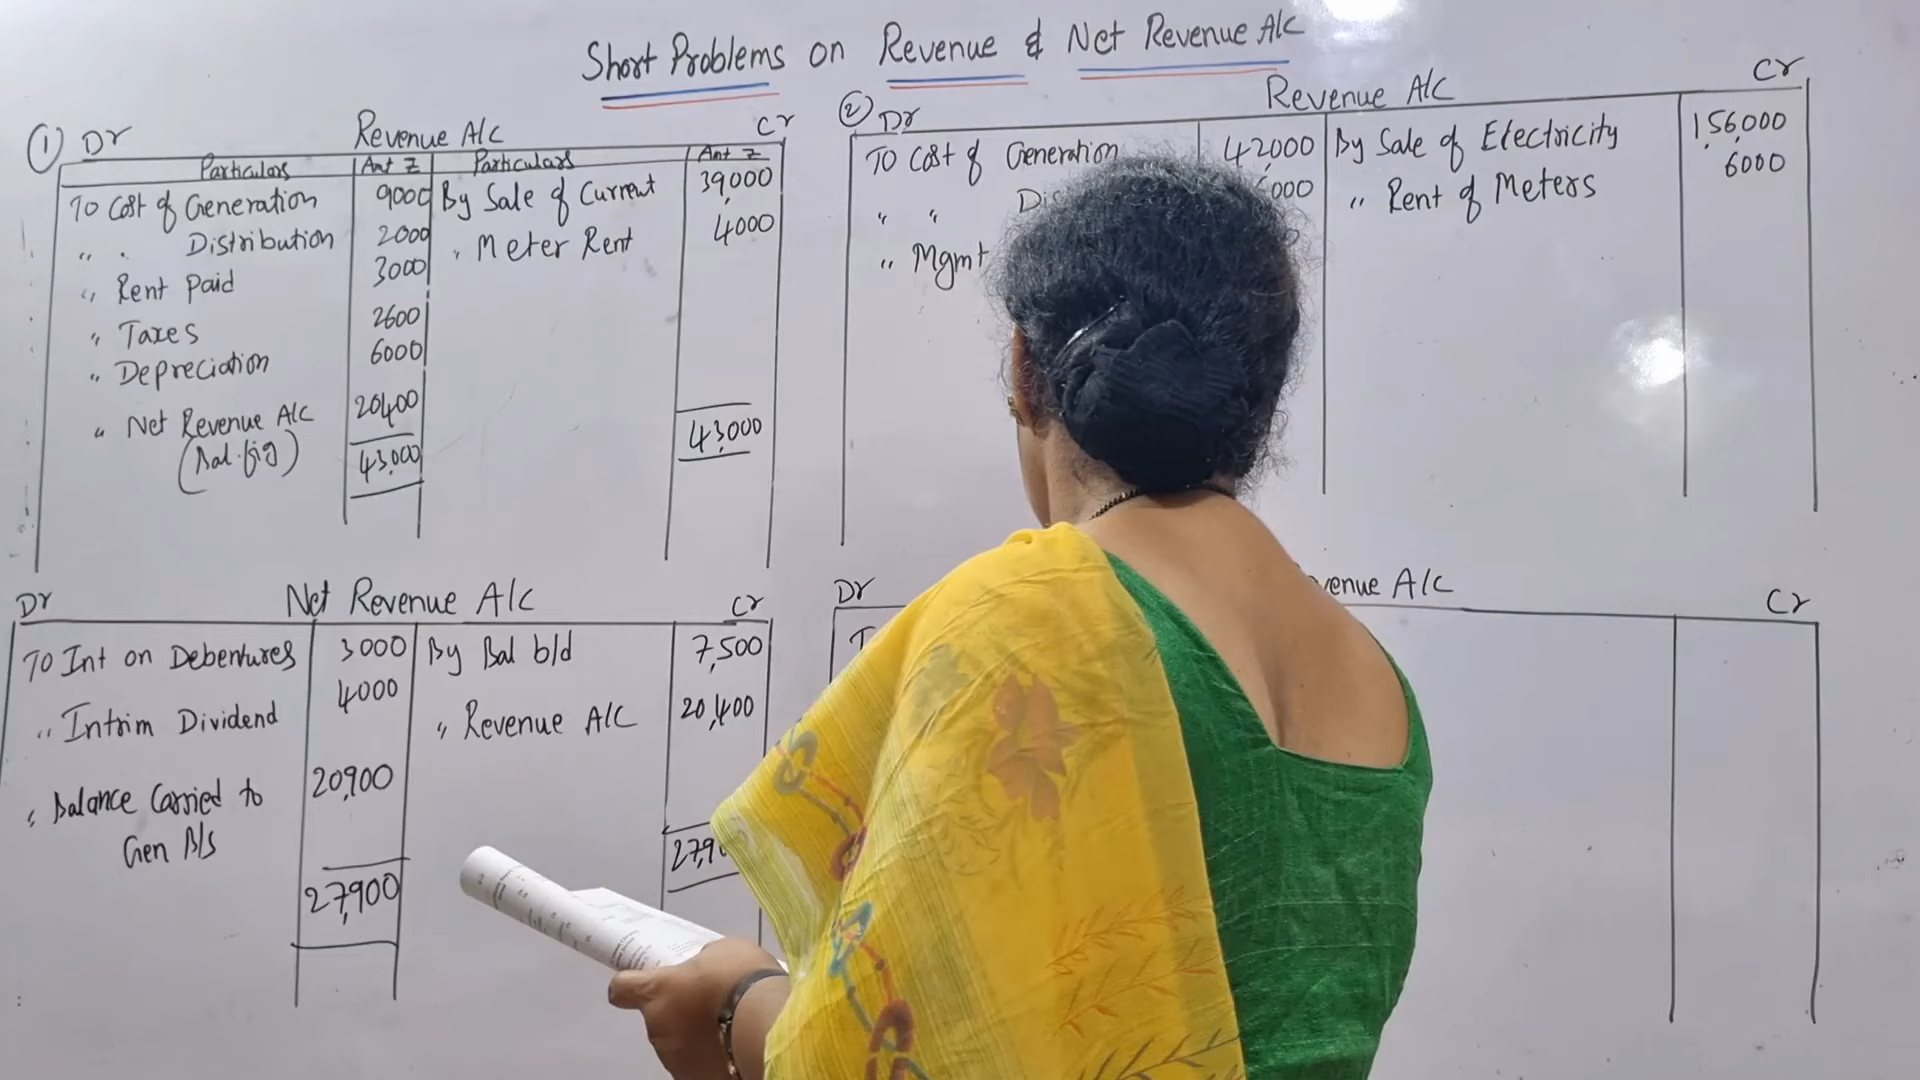 Short Problems on Revenue & Net Revenue A/C
① Dr Revenue A/C Cr
Particulars Amt ₹ Particulars Amt ₹
To Cost of Generation 9000 By Sale of Current 39,000
" " Distribution 2000 " Meter Rent 4000
" Rent Paid 3000
" Taxes 2600
" Depreciation 6000
" Net Revenue A/C 20400
(Bal.fig) 43,000 43,000
Dr Net Revenue A/C Cr
To Int on Debentures 3000 By Bal b/d 7,500
" Intrim Dividend 4000 " Revenue A/C 20,400
" Balance Carried to 20,900
Gen B/S
27,900
② Dr Revenue A/C Cr
To Cost of Generation 42,000 By Sale of Electricity 1,56,000
" " " Rent of Meters 6000
" Mgmt
Dr A/C Cr